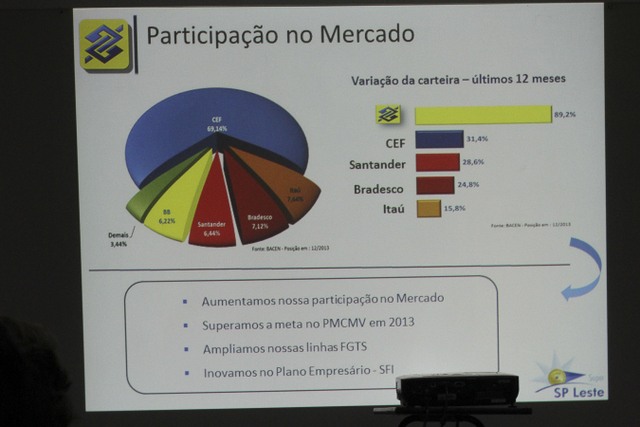 Participação no Mercado
Variação da carteira – últimos 12 meses
CEF
69,14%
Demais
3,44%
BB
6,22%
Santander
6,44%
Bradesco
7,12%
Itaú
89,2%
CEF
31,4%
Santander
28,6%
Bradesco
24,8%
Itaú
15,8%
Fonte: BACEN - Posição em : 12/2013
Fonte: BACEN - Posição em : 12/2013
Aumentamos nossa participação no Mercado
Superamos a meta no PMCMV em 2013
Ampliamos nossas linhas FGTS
Inovamos no Plano Empresário - SFI
SP Leste